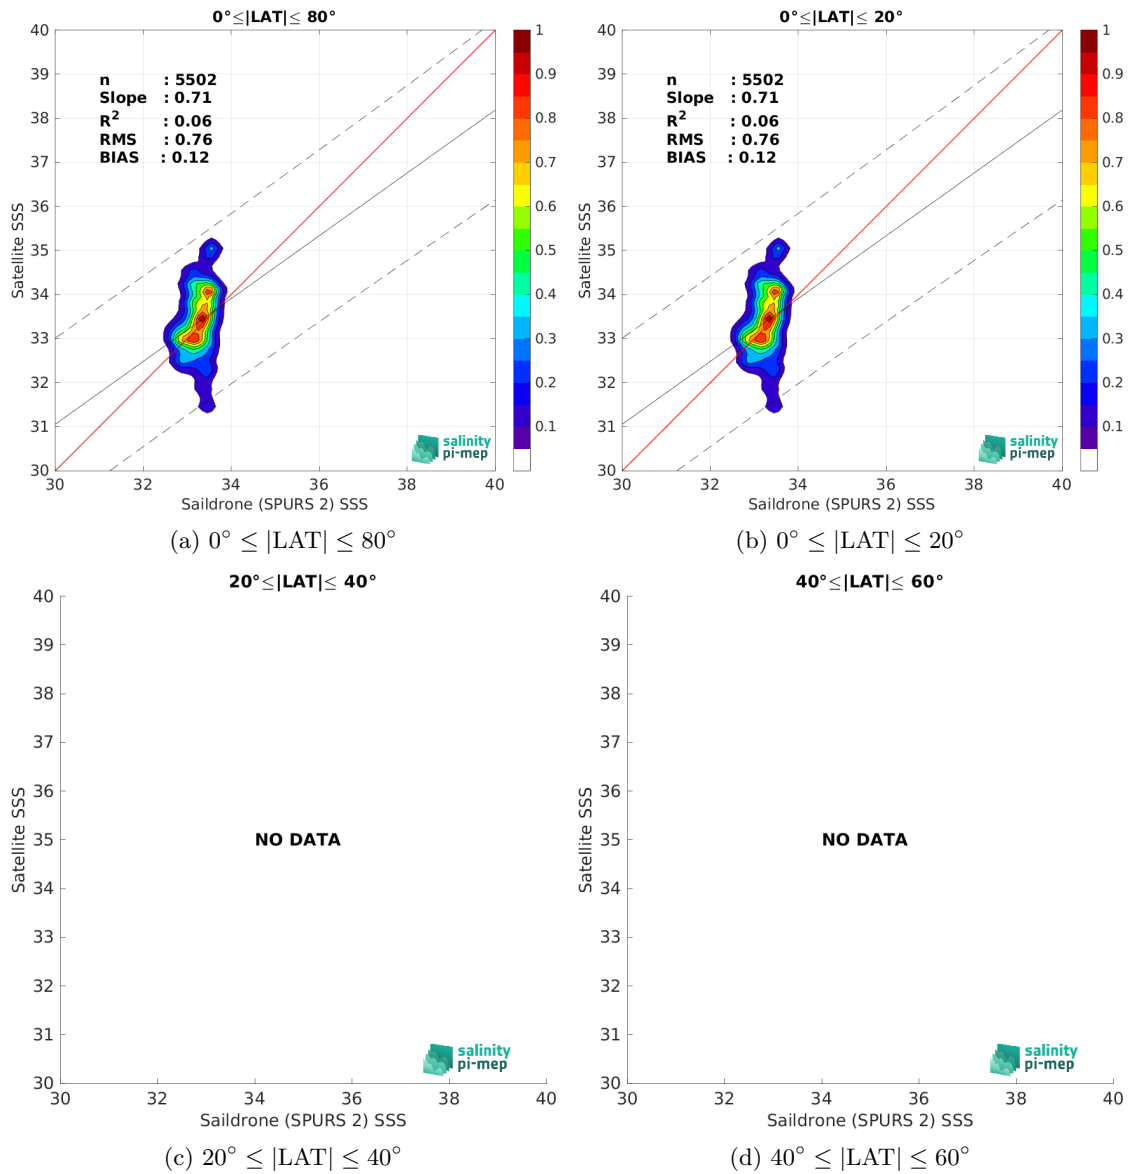 0°≤|LAT|≤ 80°
40
39
38
37
36
35
34
33
32
31
30
30
32
34
36
38
40
Satellite SSS
Saildrone (SPURS 2) SSS
n : 5502
Slope : 0.71
R² : 0.06
RMS : 0.76
BIAS : 0.12
1
0.9
0.8
0.7
0.6
0.5
0.4
0.3
0.2
0.1
salinity
pi-mep
(a) 0° ≤ |LAT| ≤ 80°
0°≤|LAT|≤ 20°
40
39
38
37
36
35
34
33
32
31
30
30
32
34
36
38
40
Satellite SSS
Saildrone (SPURS 2) SSS
n : 5502
Slope : 0.71
R² : 0.06
RMS : 0.76
BIAS : 0.12
1
0.9
0.8
0.7
0.6
0.5
0.4
0.3
0.2
0.1
salinity
pi-mep
(b) 0° ≤ |LAT| ≤ 20°
20°≤|LAT|≤ 40°
40
39
38
37
36
35
34
33
32
31
30
30
32
34
36
38
40
Satellite SSS
Saildrone (SPURS 2) SSS
NO DATA
salinity
pi-mep
(c) 20° ≤ |LAT| ≤ 40°
40°≤|LAT|≤ 60°
40
39
38
37
36
35
34
33
32
31
30
30
32
34
36
38
40
Satellite SSS
Saildrone (SPURS 2) SSS
NO DATA
salinity
pi-mep
(d) 40° ≤ |LAT| ≤ 60°